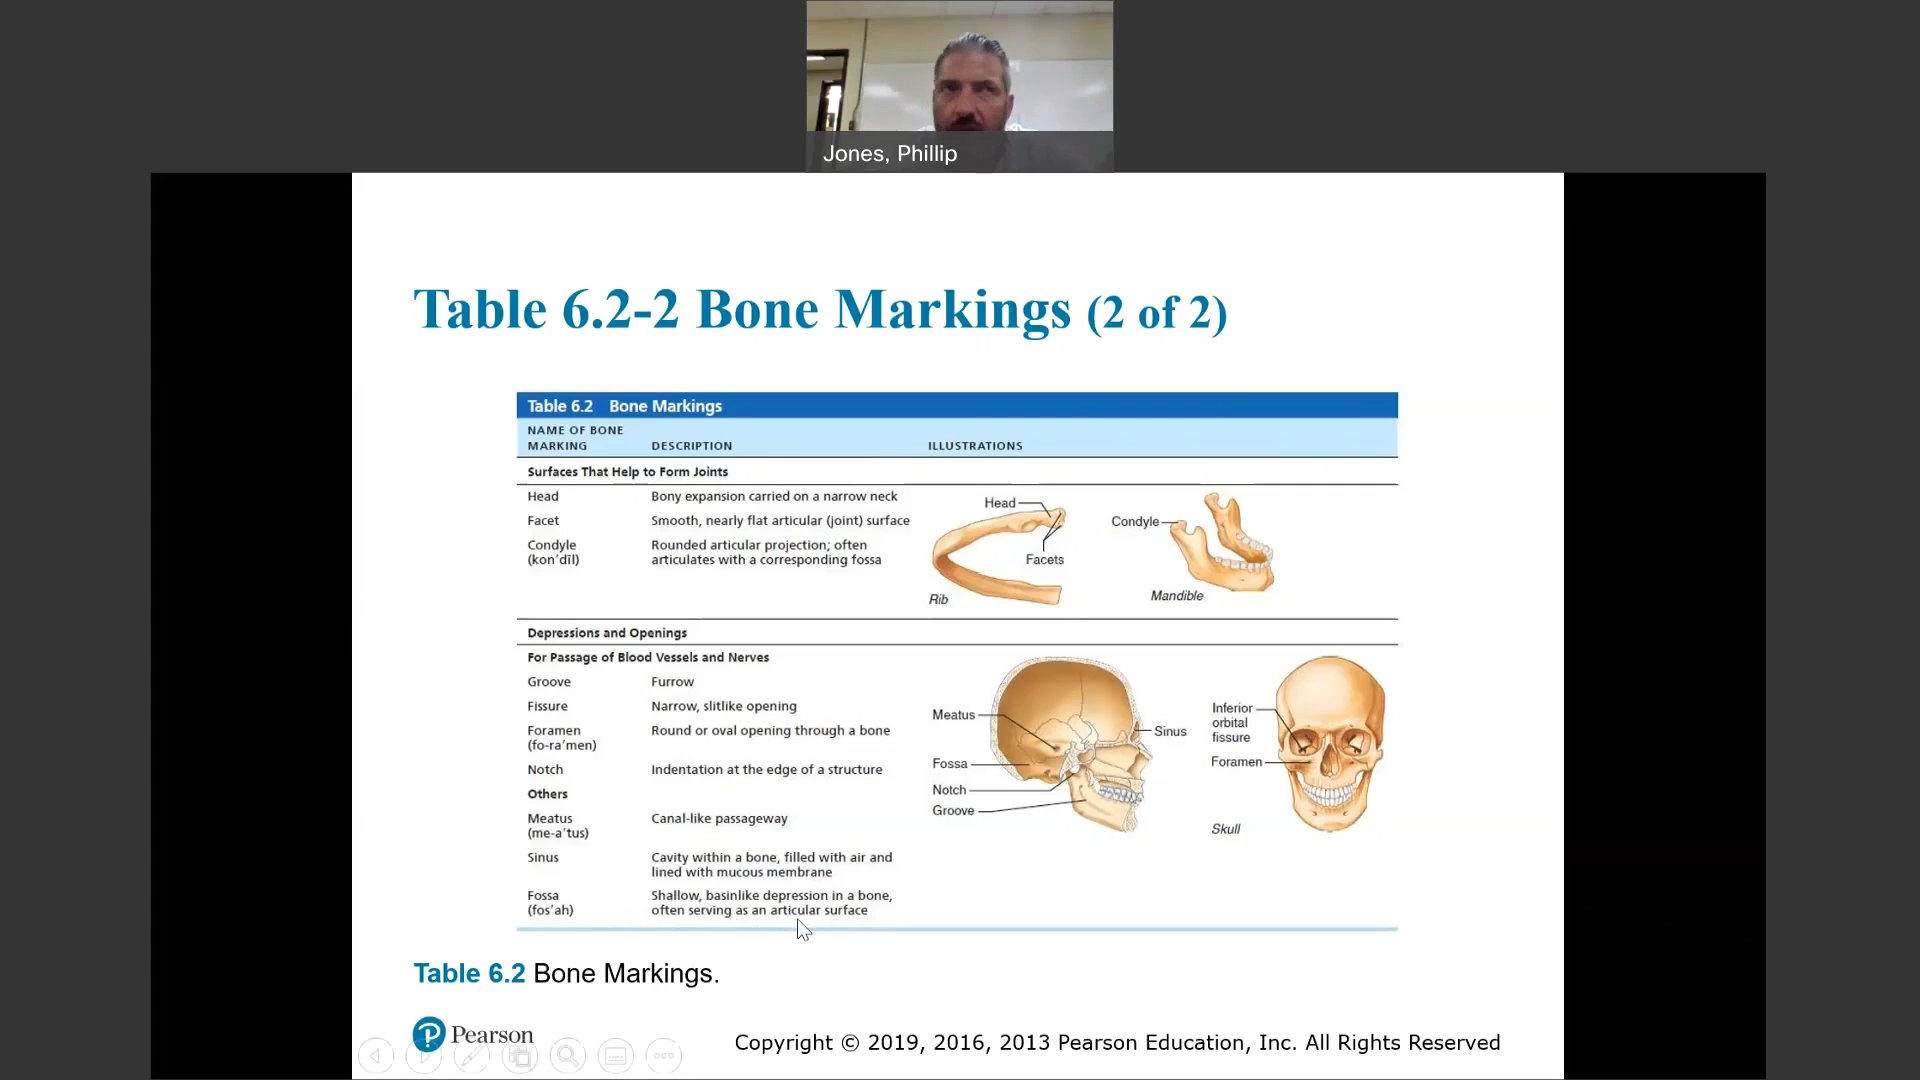 Jones, Phillip
Table 6.2-2 Bone Markings (2 of 2)
Table 6.2 Bone Markings
NAME OF BONE
MARKING DESCRIPTION ILLUSTRATIONS
Surfaces That Help to Form Joints
Head Bony expansion carried on a narrow neck
Facet Smooth, nearly flat articular (joint) surface
Condyle Rounded articular projection; often
(kon'dīl) articulates with a corresponding fossa
Head
Facets
Rib
Condyle
Mandible
Depressions and Openings
For Passage of Blood Vessels and Nerves
Groove Furrow
Fissure Narrow, slitlike opening
Foramen Round or oval opening through a bone
(fo-ra'men)
Notch Indentation at the edge of a structure
Others
Meatus Canal-like passageway
(me-a'tus)
Sinus Cavity within a bone, filled with air and
lined with mucous membrane
Fossa Shallow, basinlike depression in a bone,
(fos'ah) often serving as an articular surface
Meatus
Fossa
Notch
Groove
Sinus
Inferior
orbital
fissure
Foramen
Skull
Table 6.2 Bone Markings.
Pearson
Copyright © 2019, 2016, 2013 Pearson Education, Inc. All Rights Reserved